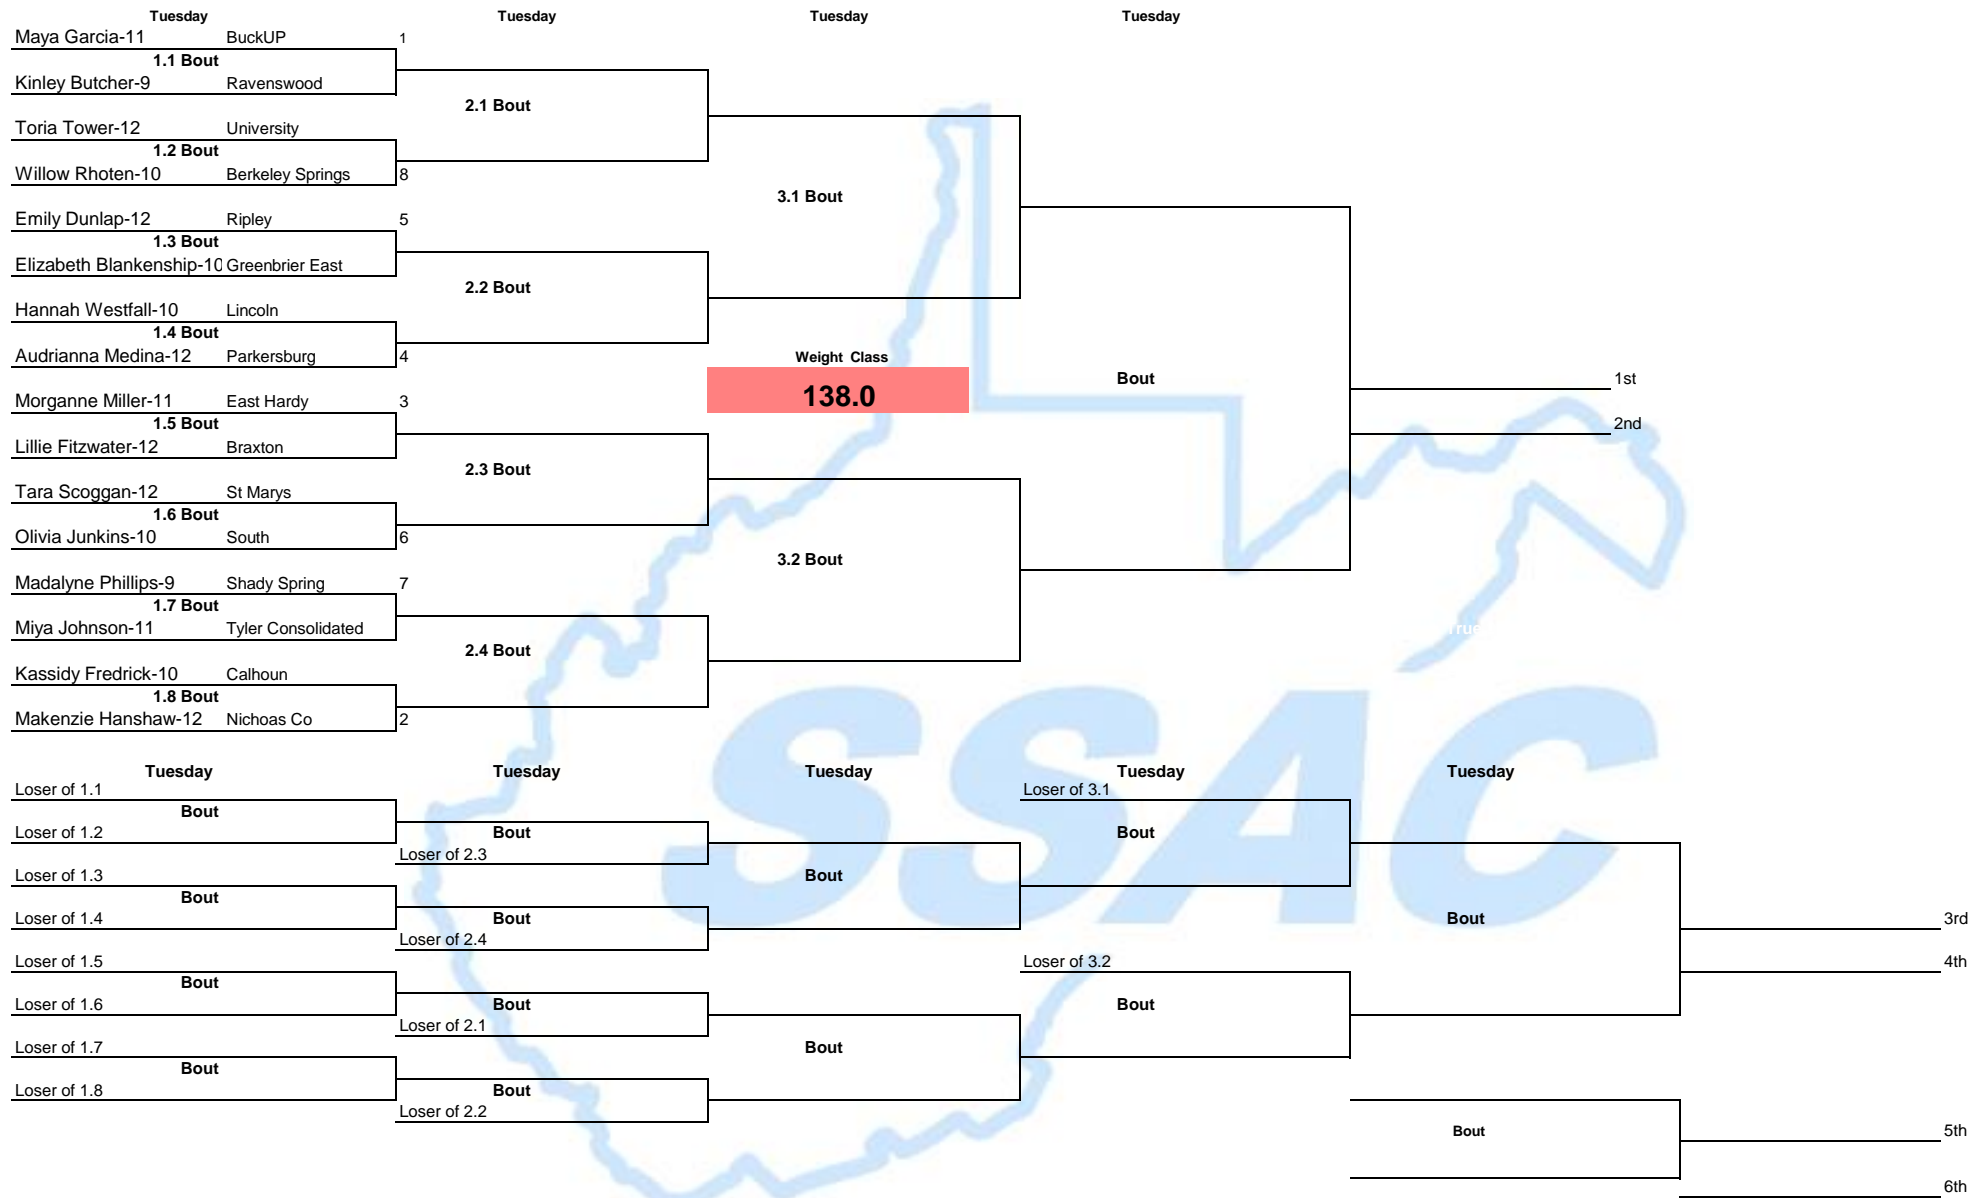 Tuesday Tuesday Tuesday Tuesday
Maya Garcia-11 BuckUP 1
1.1 Bout
Kinley Butcher-9 Ravenswood
2.1 Bout
Toria Tower-12 University
1.2 Bout
Willow Rhoten-10 Berkeley Springs 8
3.1 Bout
Emily Dunlap-12 Ripley 5
1.3 Bout
Elizabeth Blankenship-10 Greenbrier East
2.2 Bout
Hannah Westfall-10 Lincoln
1.4 Bout
Audrianna Medina-12 Parkersburg 4
Weight Class
138.0
Bout
1st
Morganne Miller-11 East Hardy 3
1.5 Bout
2nd
Lillie Fitzwater-12 Braxton
2.3 Bout
Tara Scoggan-12 St Marys
1.6 Bout
Olivia Junkins-10 South 6
3.2 Bout
Madalyne Phillips-9 Shady Spring 7
1.7 Bout
Miya Johnson-11 Tyler Consolidated
True
2.4 Bout
Kassidy Fredrick-10 Calhoun
1.8 Bout
Makenzie Hanshaw-12 Nichoas Co 2
SSAC
Tuesday Tuesday Tuesday Tuesday Tuesday
Loser of 1.1 Loser of 3.1
Bout
Loser of 1.2 Bout Bout
Loser of 2.3
Loser of 1.3 Bout
Bout
Loser of 1.4 Bout Bout 3rd
Loser of 2.4
Loser of 1.5 Loser of 3.2 4th
Bout
Loser of 1.6 Bout Bout
Loser of 2.1
Loser of 1.7 Bout
Bout
Loser of 1.8 Bout
Loser of 2.2
Bout 5th
6th